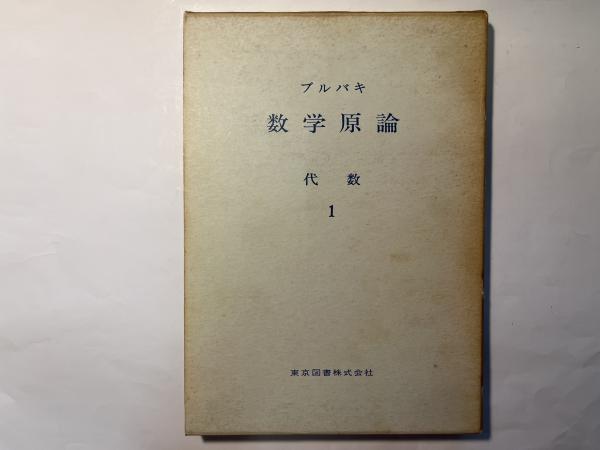 ブルバキ
数学原論
代数
1
東京図書株式会社